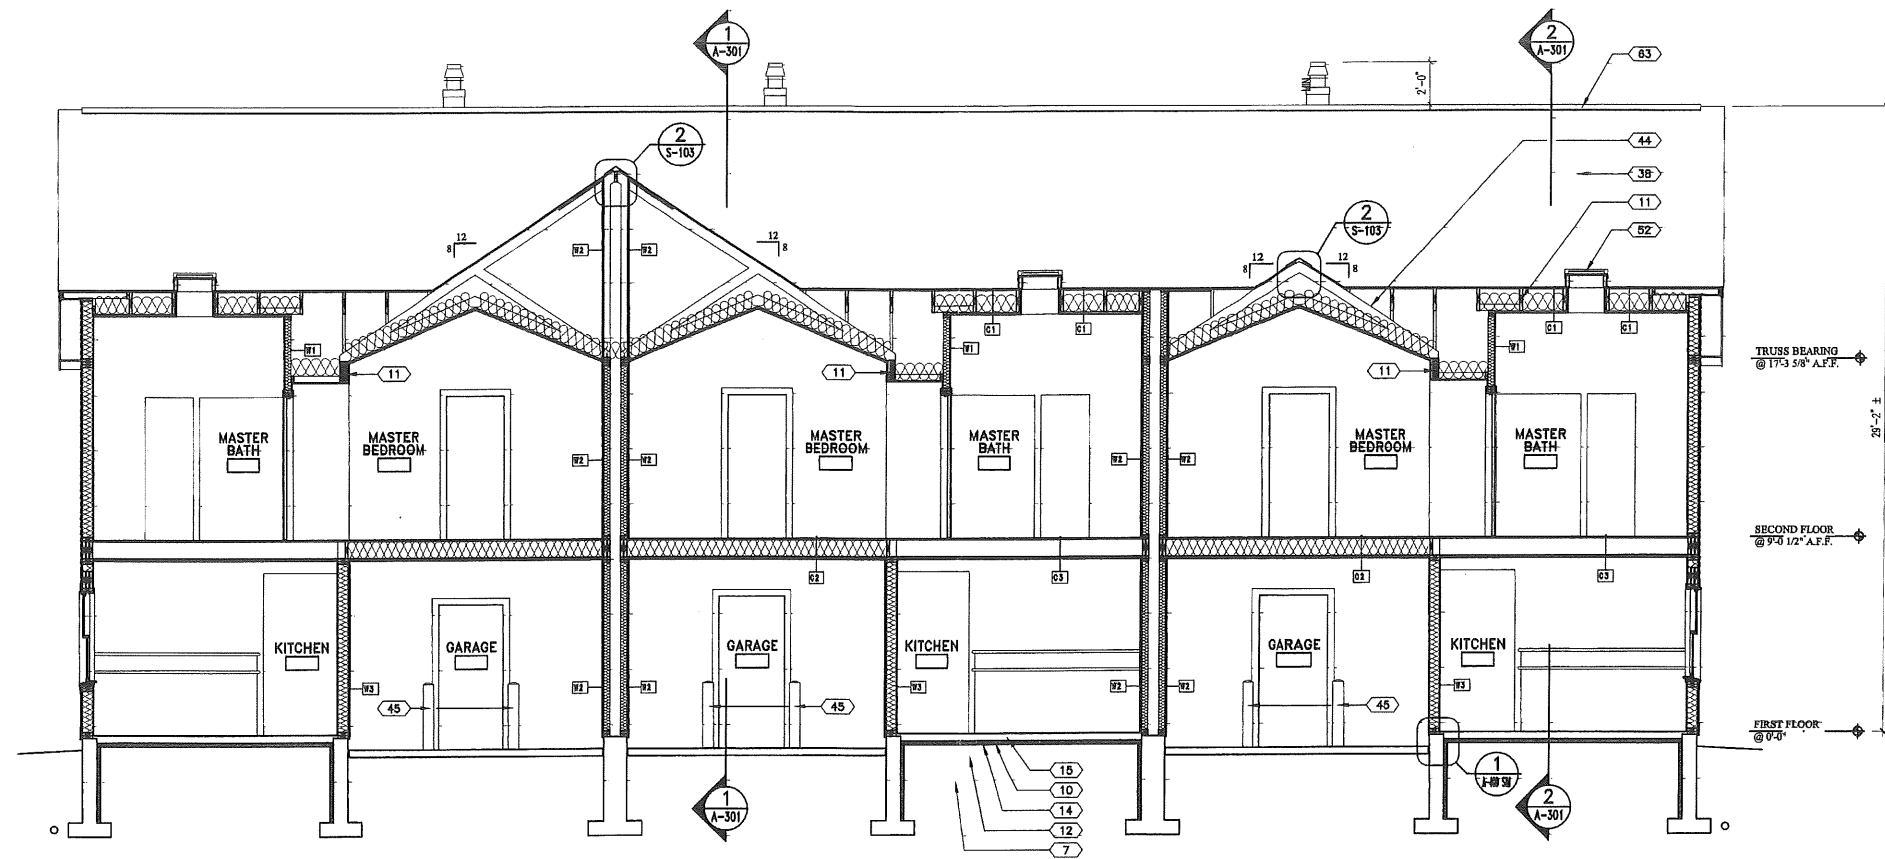 1
A-301
2
A-301
63
2'-0"
MIN
2
S-103
44
38
11
52
2
S-103
12
8
12
8
12
8
12
8
W2
W2
C1
C1
C1
C1
W1
W1
W1
TRUSS BEARING
@ 17'-3 5/8" A.F.F.
11
11
11
29'-2" ±
MASTER
BATH
MASTER
BEDROOM
MASTER
BEDROOM
MASTER
BATH
MASTER
BEDROOM
MASTER
BATH
W2
W2
W2
W2
SECOND FLOOR
@ 9'-0 1/2" A.F.F.
C2
C3
C2
C3
KITCHEN
GARAGE
GARAGE
KITCHEN
GARAGE
KITCHEN
W3
W2
W2
W3
W2
W2
W3
45
45
45
FIRST FLOOR
@ 0'-0"
15
10
14
12
7
1
1
A-301
2
A-301